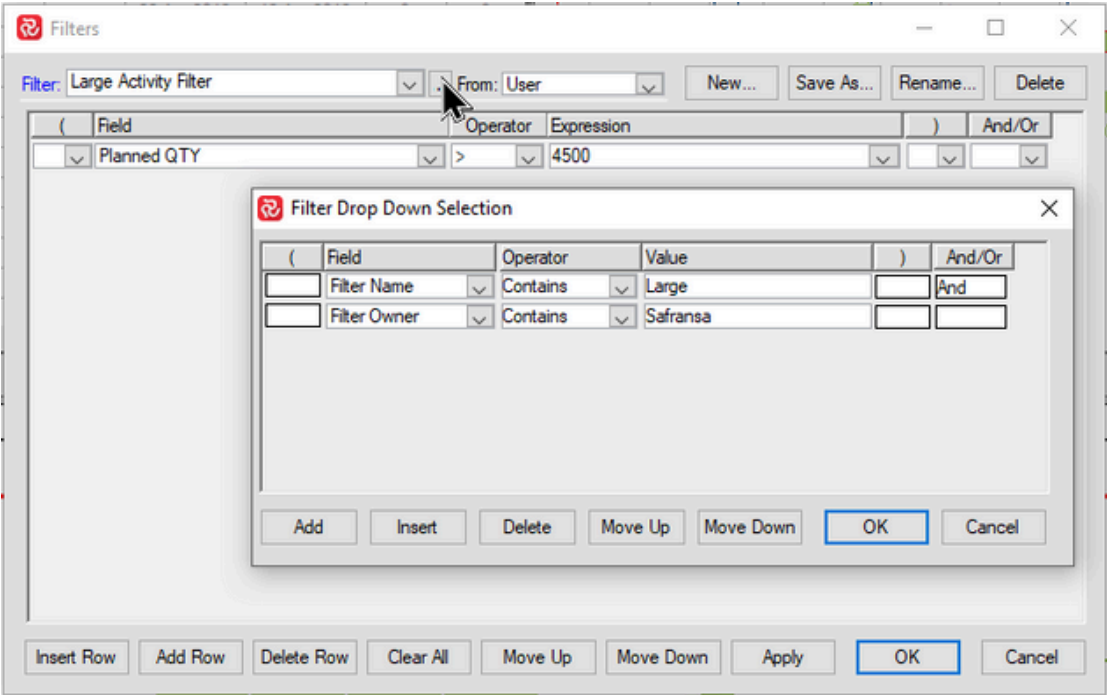 Filters
Filter: Large Activity Filter From: User New... Save As... Rename... Delete
( Field Operator Expression ) And/Or
Planned QTY > 4500
Filter Drop Down Selection
( Field Operator Value ) And/Or
Filter Name Contains Large And
Filter Owner Contains Safransa
Add Insert Delete Move Up Move Down OK Cancel
Insert Row Add Row Delete Row Clear All Move Up Move Down Apply OK Cancel